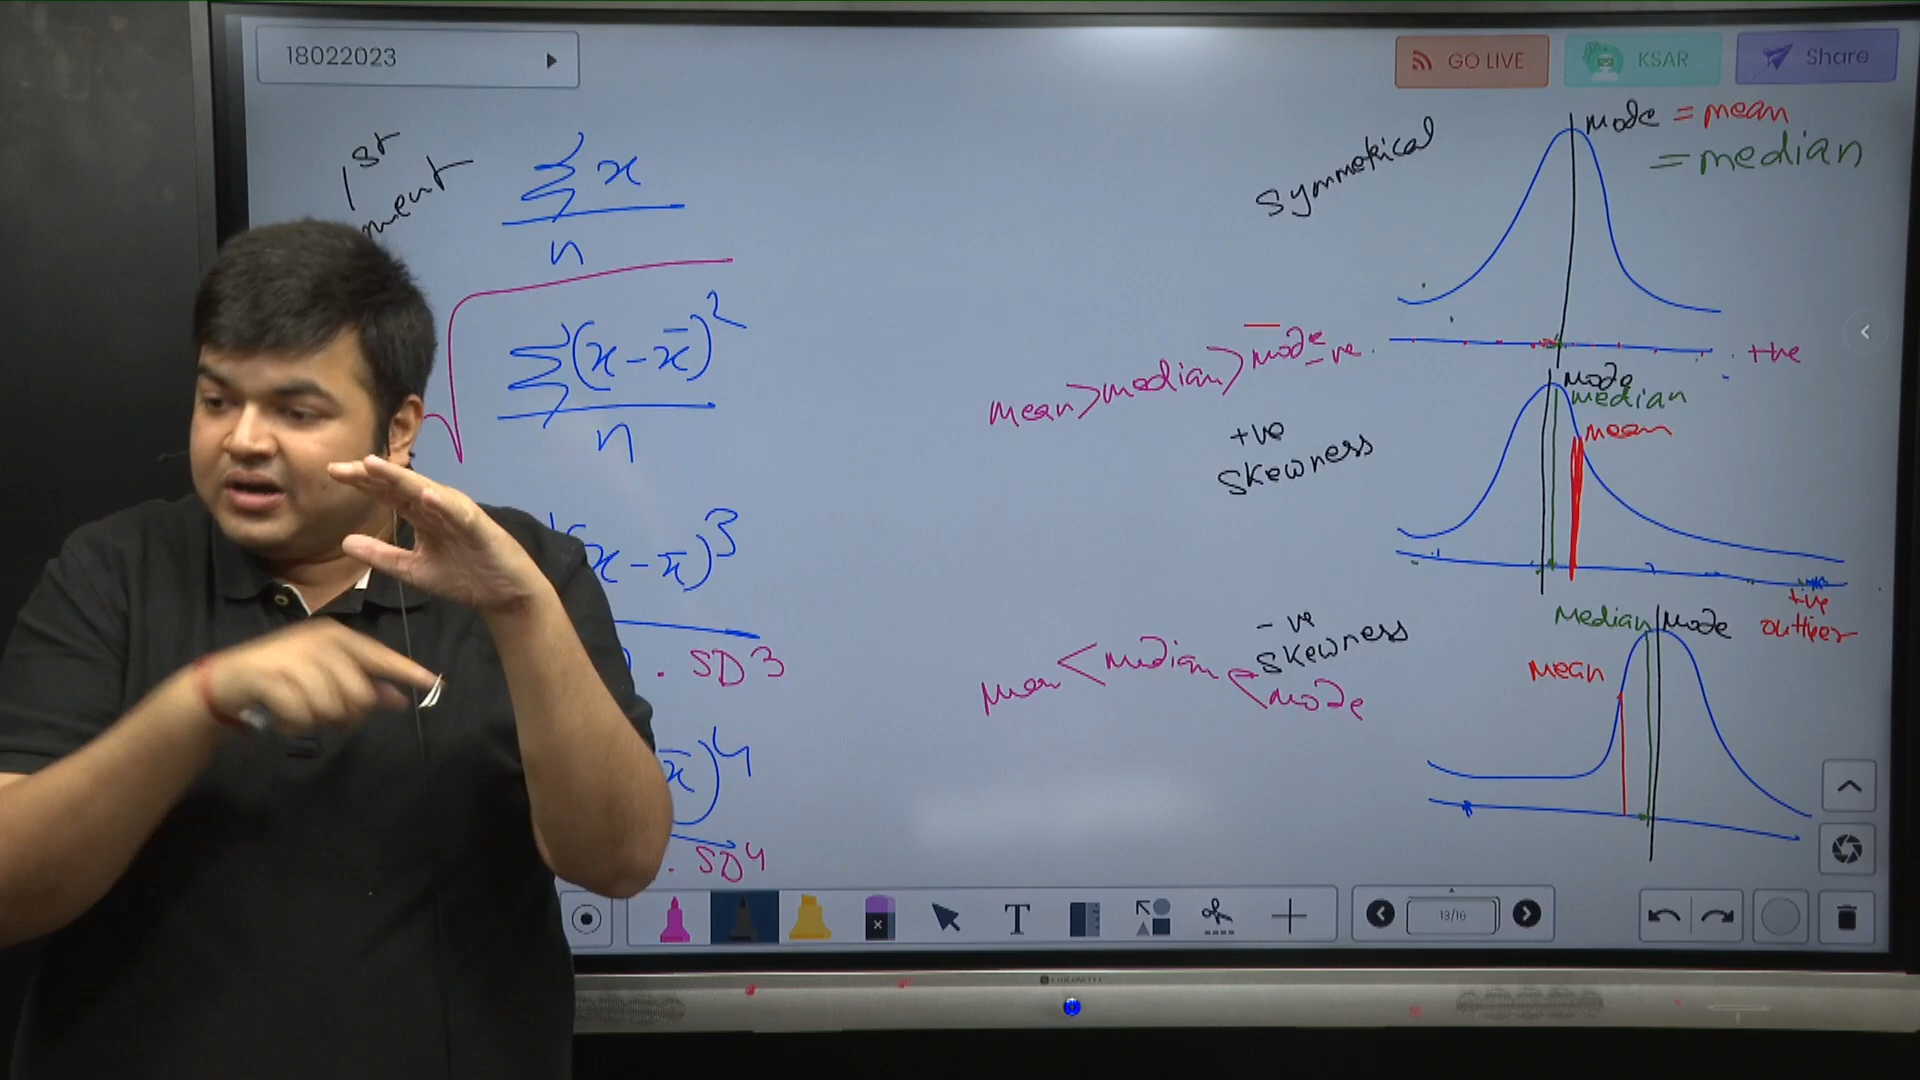 18022023
GO LIVE
KSAR
Share
1st
ment
∑x
n
∑(x-x̄)²
n
x-x̄)³
. SD3
x̄)⁴
. SD4
symmetrical
mode = mean
= median
-ve
+ve
mean>median>mode
+ve
skewness
mode
median
mean
+ve
outlier
-ve
skewness
mean<median<mode
Median
Mode
Mean
T
13/16